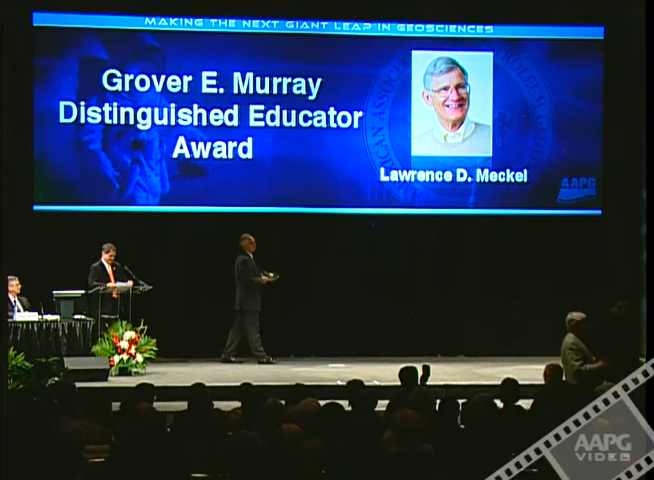 MAKING THE NEXT GIANT LEAP IN GEOSCIENCES
Grover E. Murray
Distinguished Educator
Award
Lawrence D. Meckel
AAPG
AAPG
VIDEO